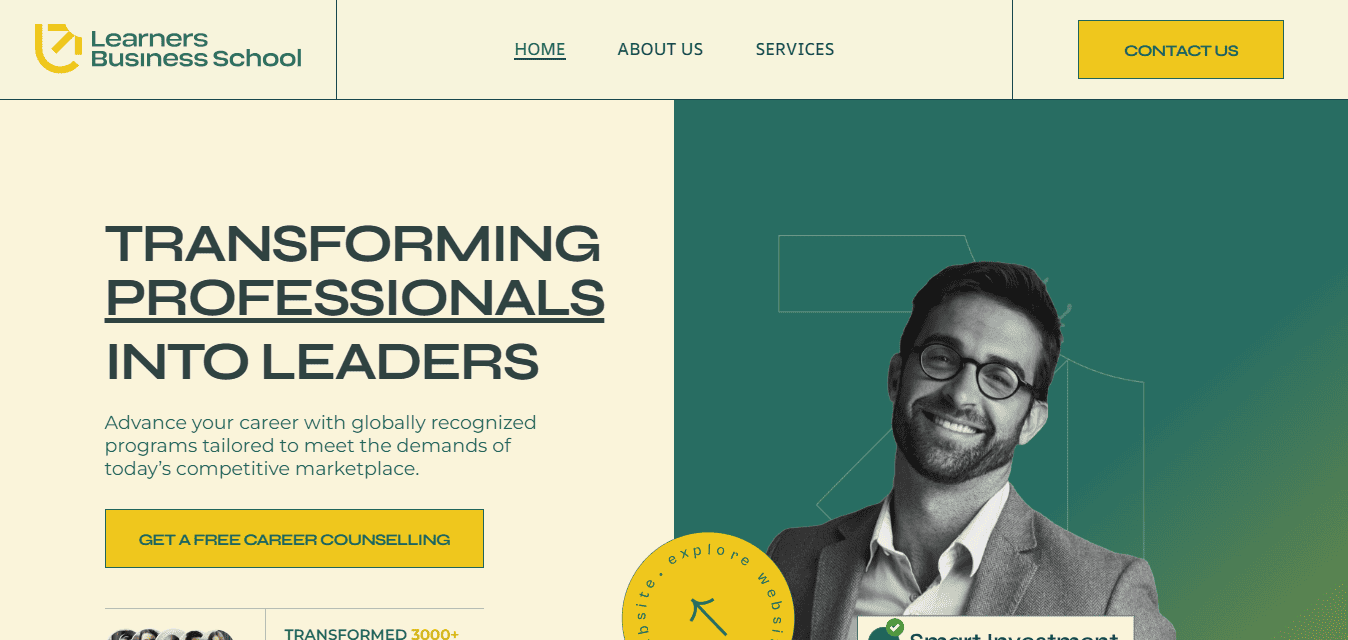 Learners
Business School
HOME
ABOUT US
SERVICES
CONTACT US
TRANSFORMING
PROFESSIONALS
INTO LEADERS
Advance your career with globally recognized
programs tailored to meet the demands of
today’s competitive marketplace.
GET A FREE CAREER COUNSELLING
TRANSFORMED 3000+
explore website.
Smart Investment